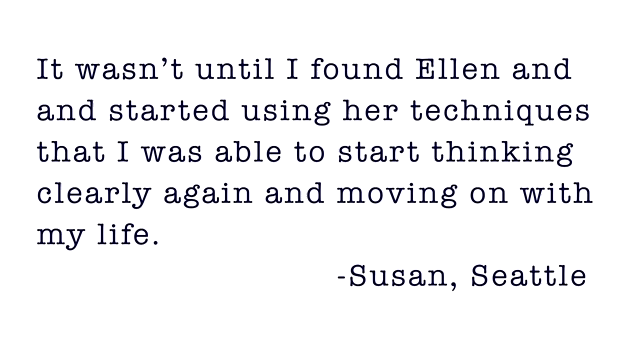 It wasn’t until I found Ellen and
and started using her techniques
that I was able to start thinking
clearly again and moving on with
my life.
-Susan, Seattle